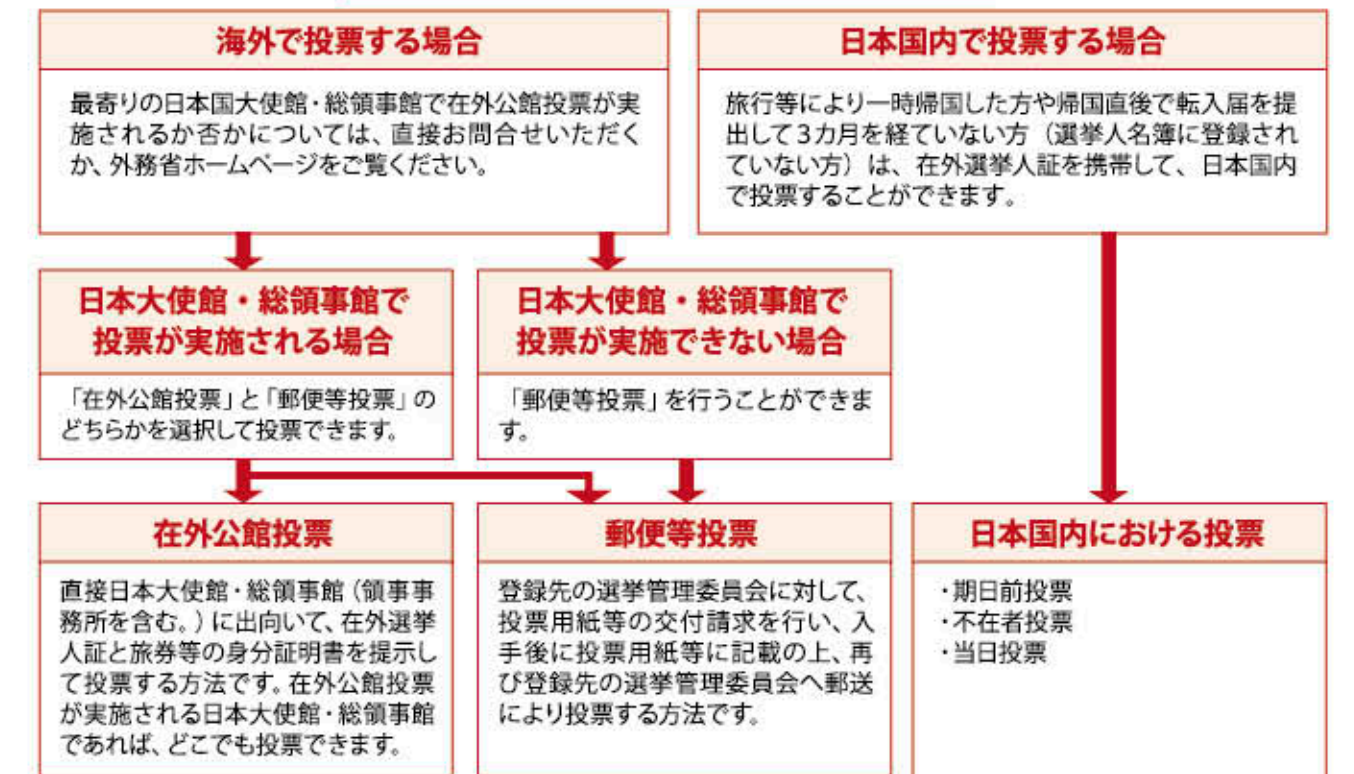 海外で投票する場合
最寄りの日本国大使館・総領事館で在外公館投票が実
施されるか否かについては、直接お問合せいただく
か、外務省ホームページをご覧ください。
日本国内で投票する場合
旅行等により一時帰国した方や帰国直後で転入届を提
出して3カ月を経ていない方（選挙人名簿に登録され
ていない方）は、在外選挙人証を携帯して、日本国内
で投票することができます。
日本大使館・総領事館で
投票が実施される場合
「在外公館投票」と「郵便等投票」の
どちらかを選択して投票できます。
日本大使館・総領事館で
投票が実施できない場合
「郵便等投票」を行うことができま
す。
在外公館投票
直接日本大使館・総領事館（領事事
務所を含む。）に出向いて、在外選挙
人証と旅券等の身分証明書を提示し
て投票する方法です。在外公館投票
が実施される日本大使館・総領事館
であれば、どこでも投票できます。
郵便等投票
登録先の選挙管理委員会に対して、
投票用紙等の交付請求を行い、入
手後に投票用紙等に記載の上、再
び登録先の選挙管理委員会へ郵送
により投票する方法です。
日本国内における投票
・期日前投票
・不在者投票
・当日投票